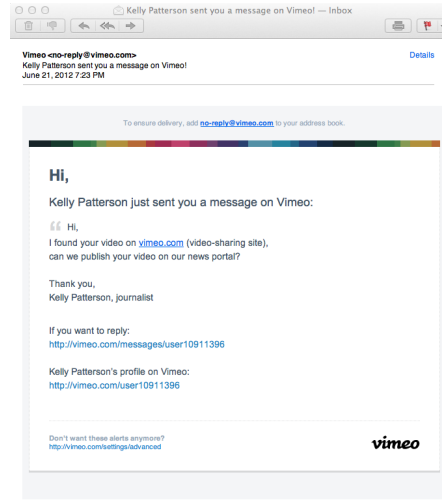 Kelly Patterson sent you a message on Vimeo! — Inbox
Vimeo <no-reply@vimeo.com>
Details
Kelly Patterson sent you a message on Vimeo!
June 21, 2012 7:23 PM
To ensure delivery, add no-reply@vimeo.com to your address book.
Hi,
Kelly Patterson just sent you a message on Vimeo:
“ Hi,
I found your video on vimeo.com (video-sharing site),
can we publish your video on our news portal?
Thank you,
Kelly Patterson, journalist
If you want to reply:
http://vimeo.com/messages/user10911396
Kelly Patterson's profile on Vimeo:
http://vimeo.com/user10911396
Don't want these alerts anymore?
http://vimeo.com/settings/advanced
vimeo